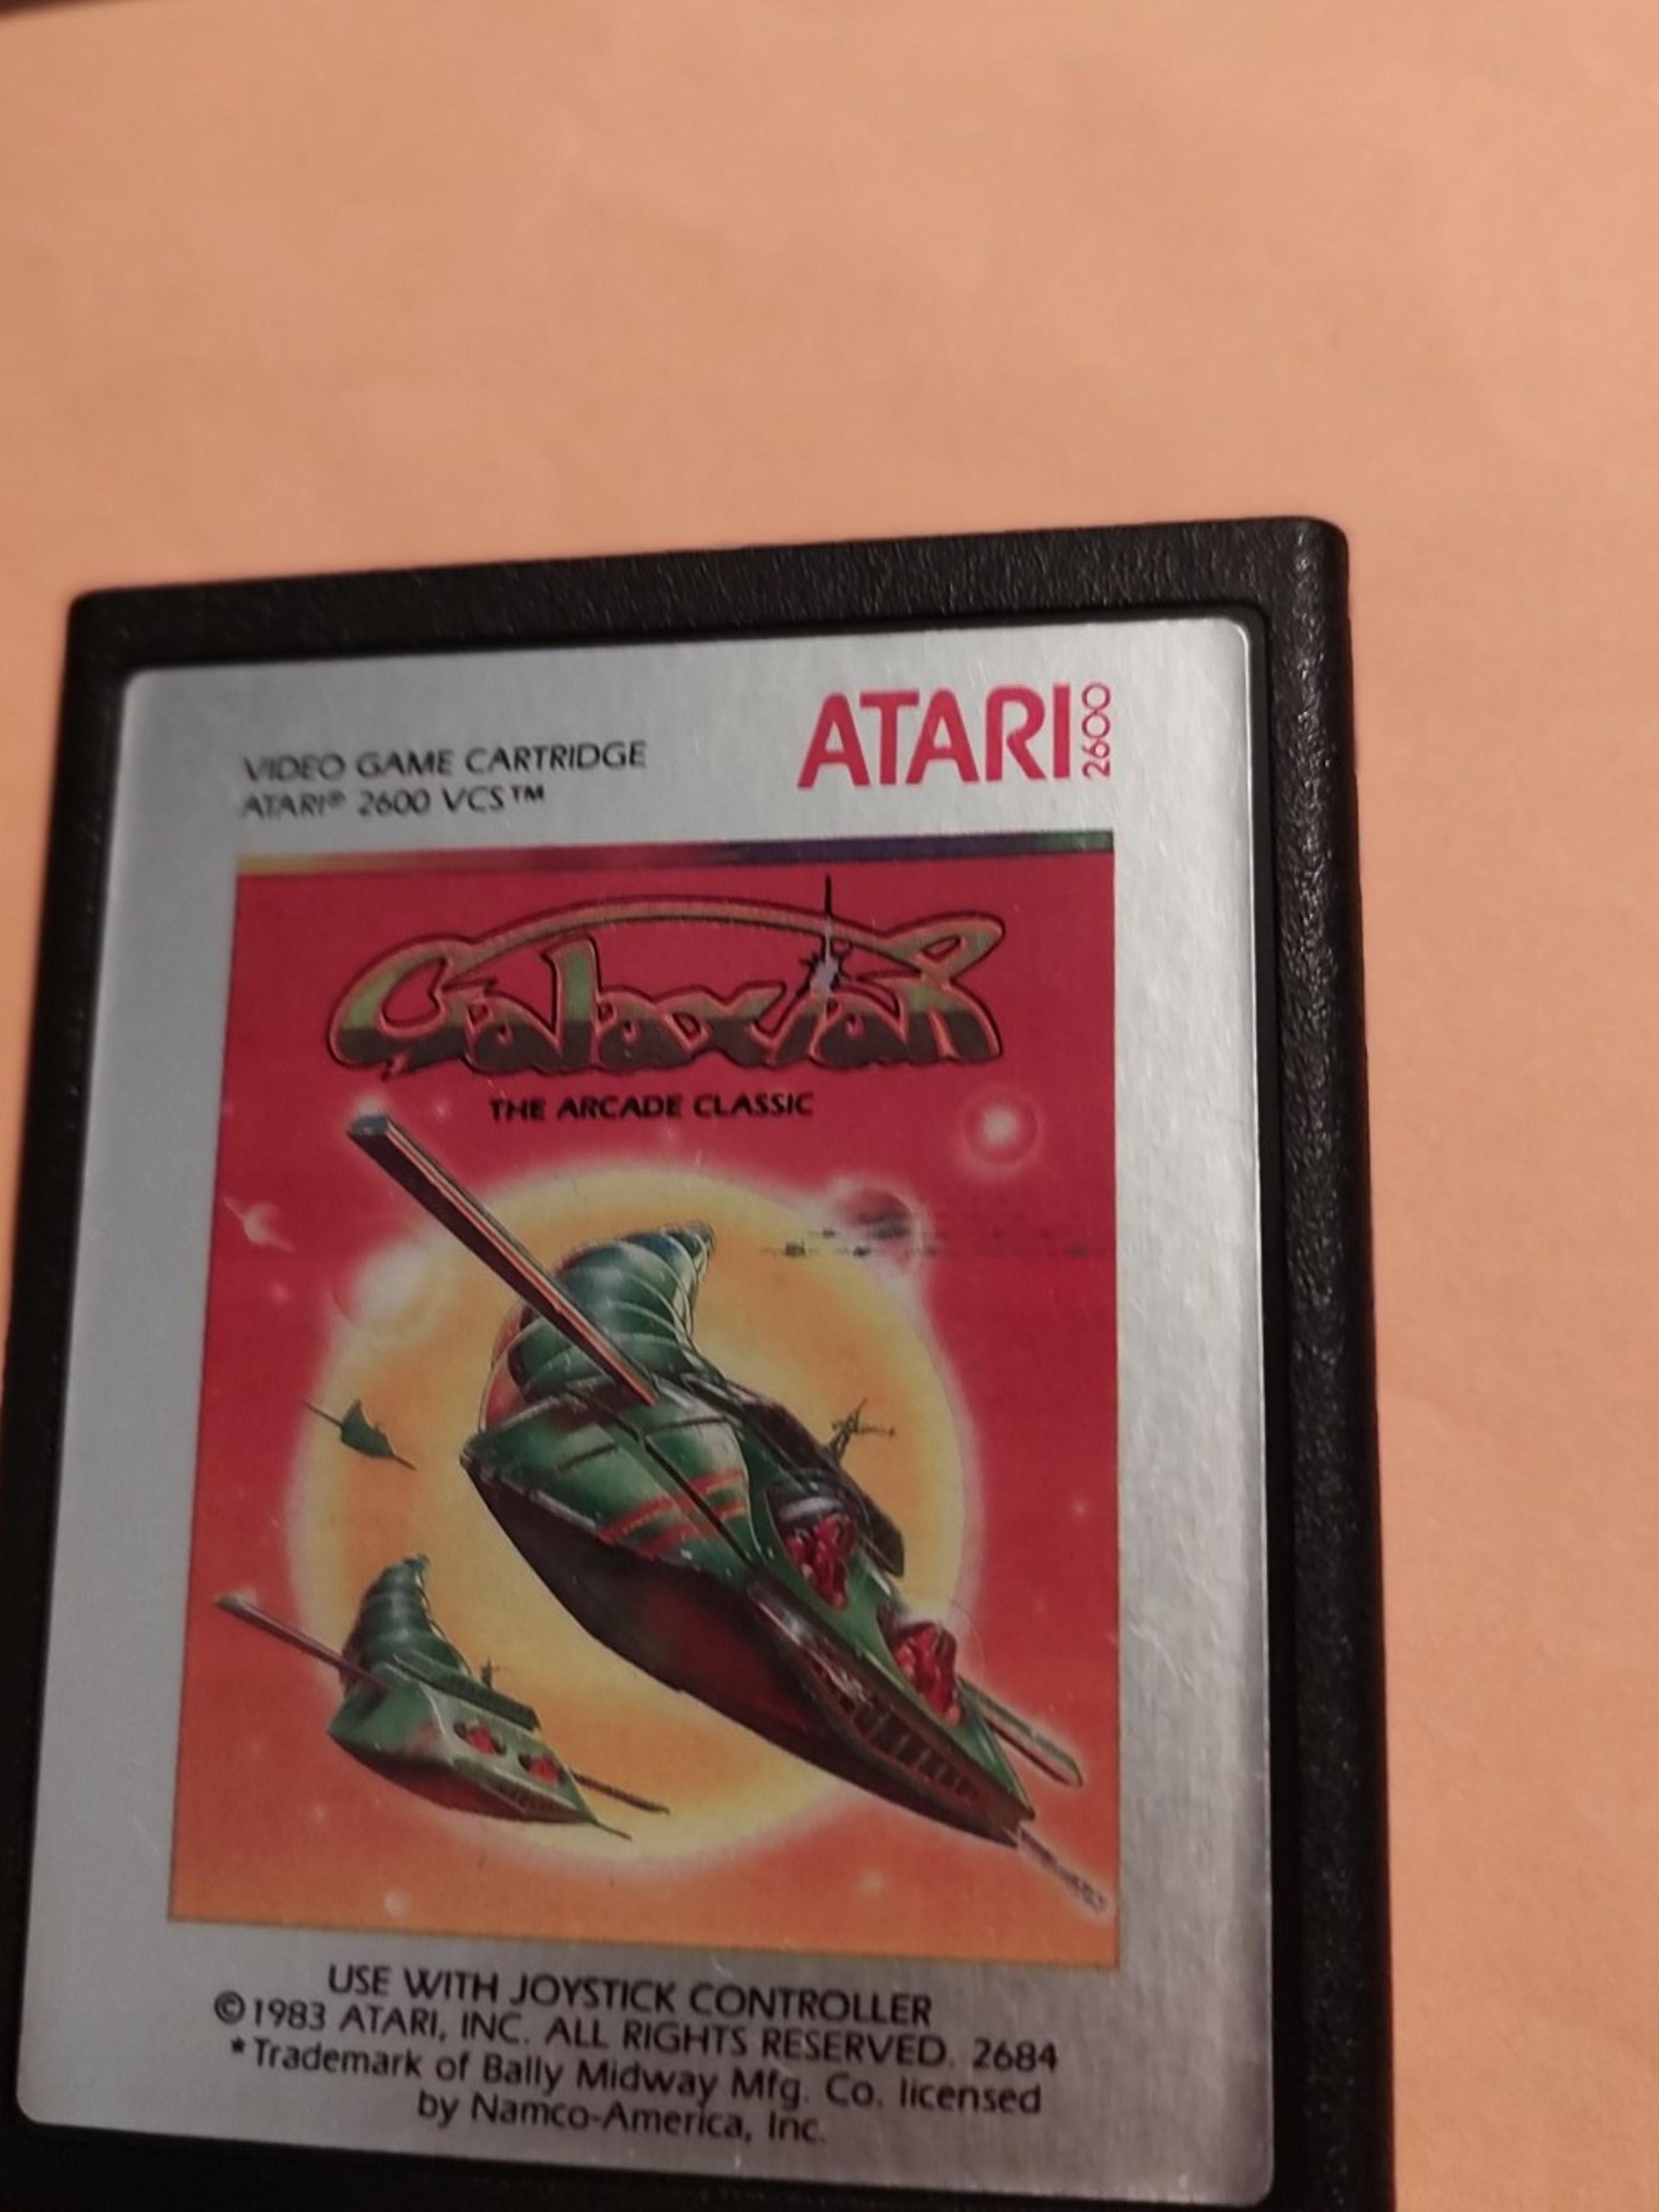 ATARI 2600
VIDEO GAME CARTRIDGE
ATARI® 2600 VCS™
Galaxian
THE ARCADE CLASSIC
USE WITH JOYSTICK CONTROLLER
©1983 ATARI, INC. ALL RIGHTS RESERVED. 2684
*Trademark of Bally Midway Mfg. Co. licensed
by Namco-America, Inc.